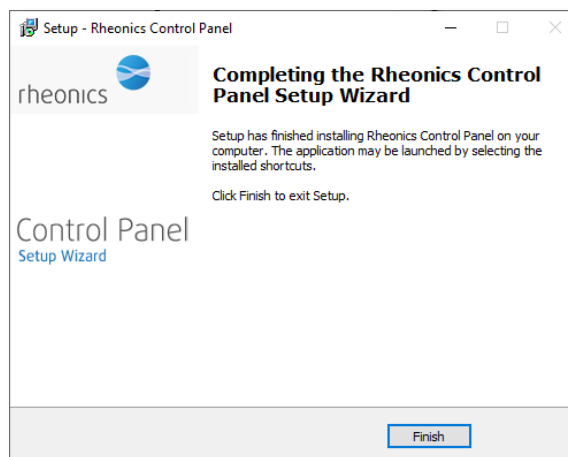 Setup - Rheonics Control Panel
rheonics
Completing the Rheonics Control
Panel Setup Wizard
Setup has finished installing Rheonics Control Panel on your
computer. The application may be launched by selecting the
installed shortcuts.
Click Finish to exit Setup.
Control Panel
Setup Wizard
Finish